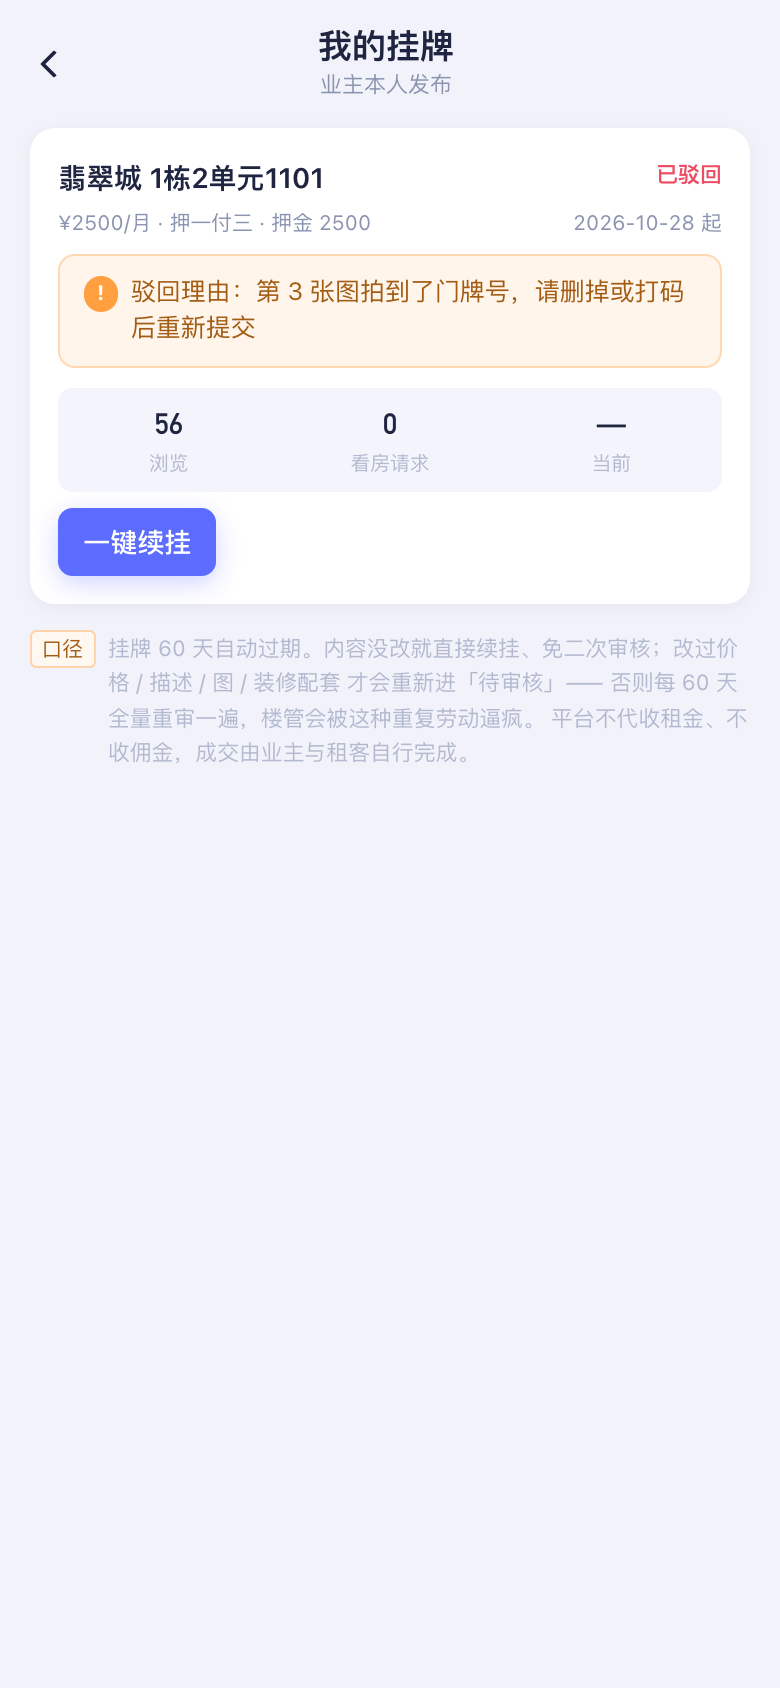 我的挂牌
业主本人发布
翡翠城 1栋2单元1101
已驳回
¥2500/月 · 押一付三 · 押金 2500
2026-10-28 起
! 驳回理由：第 3 张图拍到了门牌号，请删掉或打码
后重新提交
56
0
—
浏览
看房请求
当前
一键续挂
口径
挂牌 60 天自动过期。内容没改就直接续挂、免二次审核；改过价
格 / 描述 / 图 / 装修配套 才会重新进「待审核」—— 否则每 60 天
全量重审一遍，楼管会被这种重复劳动逼疯。 平台不代收租金、不
收佣金，成交由业主与租客自行完成。